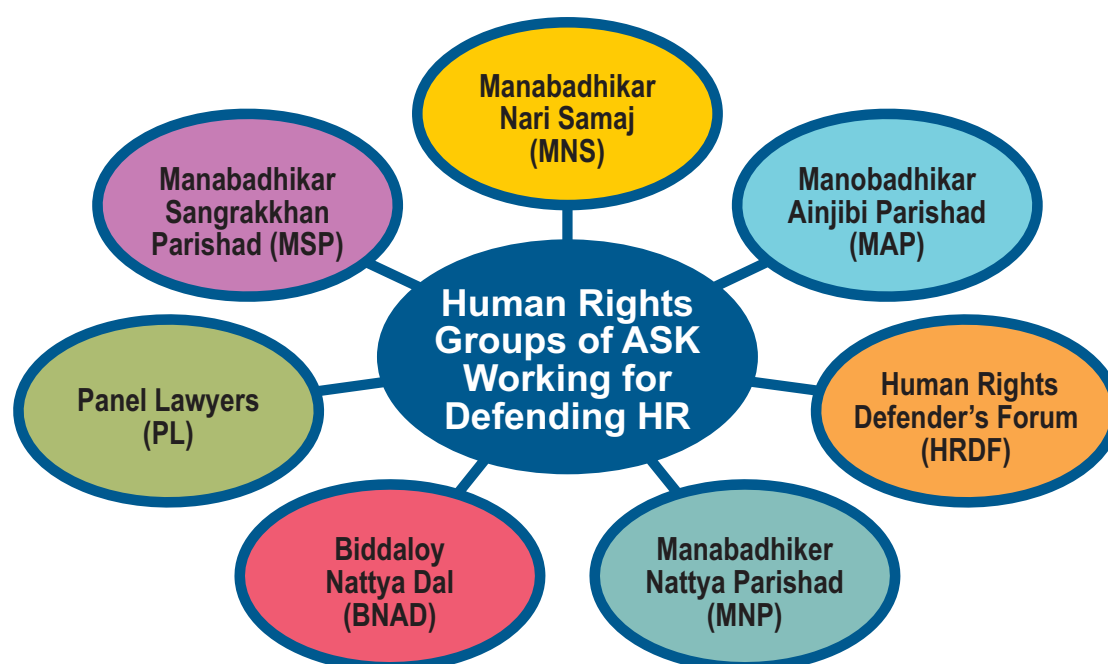 Manabadhikar
Nari Samaj
(MNS)
Manabadhikar
Sangrakkhan
Parishad (MSP)
Manobadhikar
Ainjibi Parishad
(MAP)
Human Rights
Groups of ASK
Working for
Defending HR
Panel Lawyers
(PL)
Human Rights
Defender’s Forum
(HRDF)
Biddaloy
Nattya Dal
(BNAD)
Manabadhiker
Nattya Parishad
(MNP)